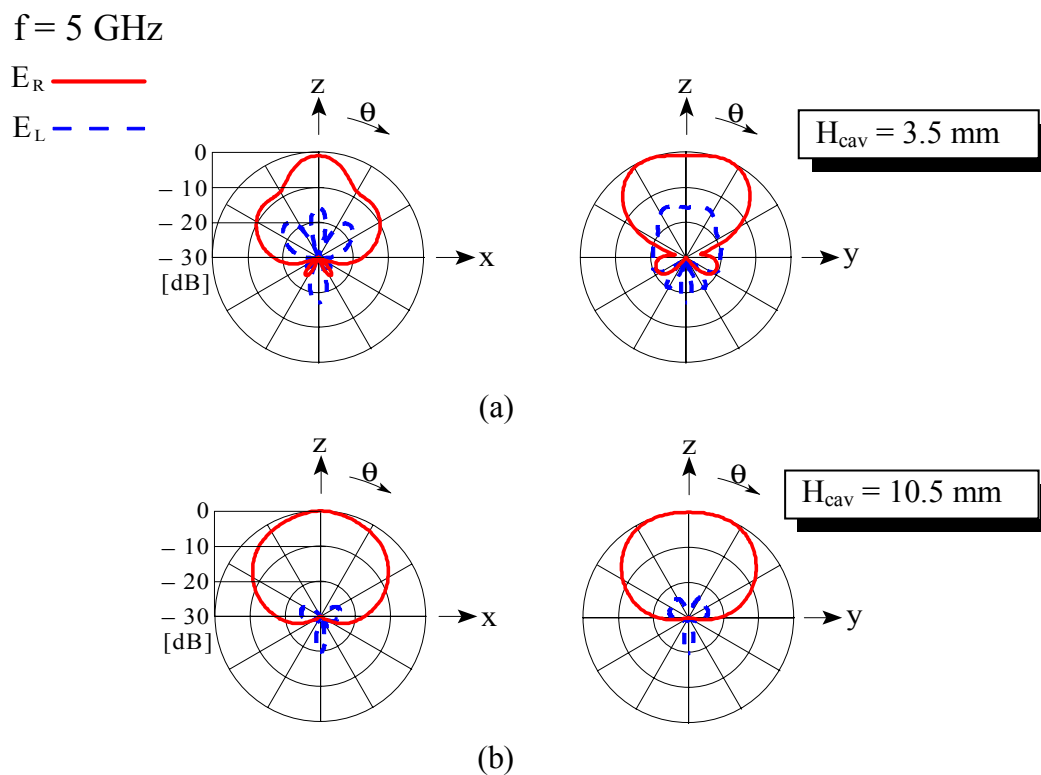 f = 5 GHz
E_R
E_L
z
θ
0
– 10
– 20
– 30
[dB]
x
z
θ
y
H_cav = 3.5 mm
(a)
z
θ
0
– 10
– 20
– 30
[dB]
x
z
θ
y
H_cav = 10.5 mm
(b)